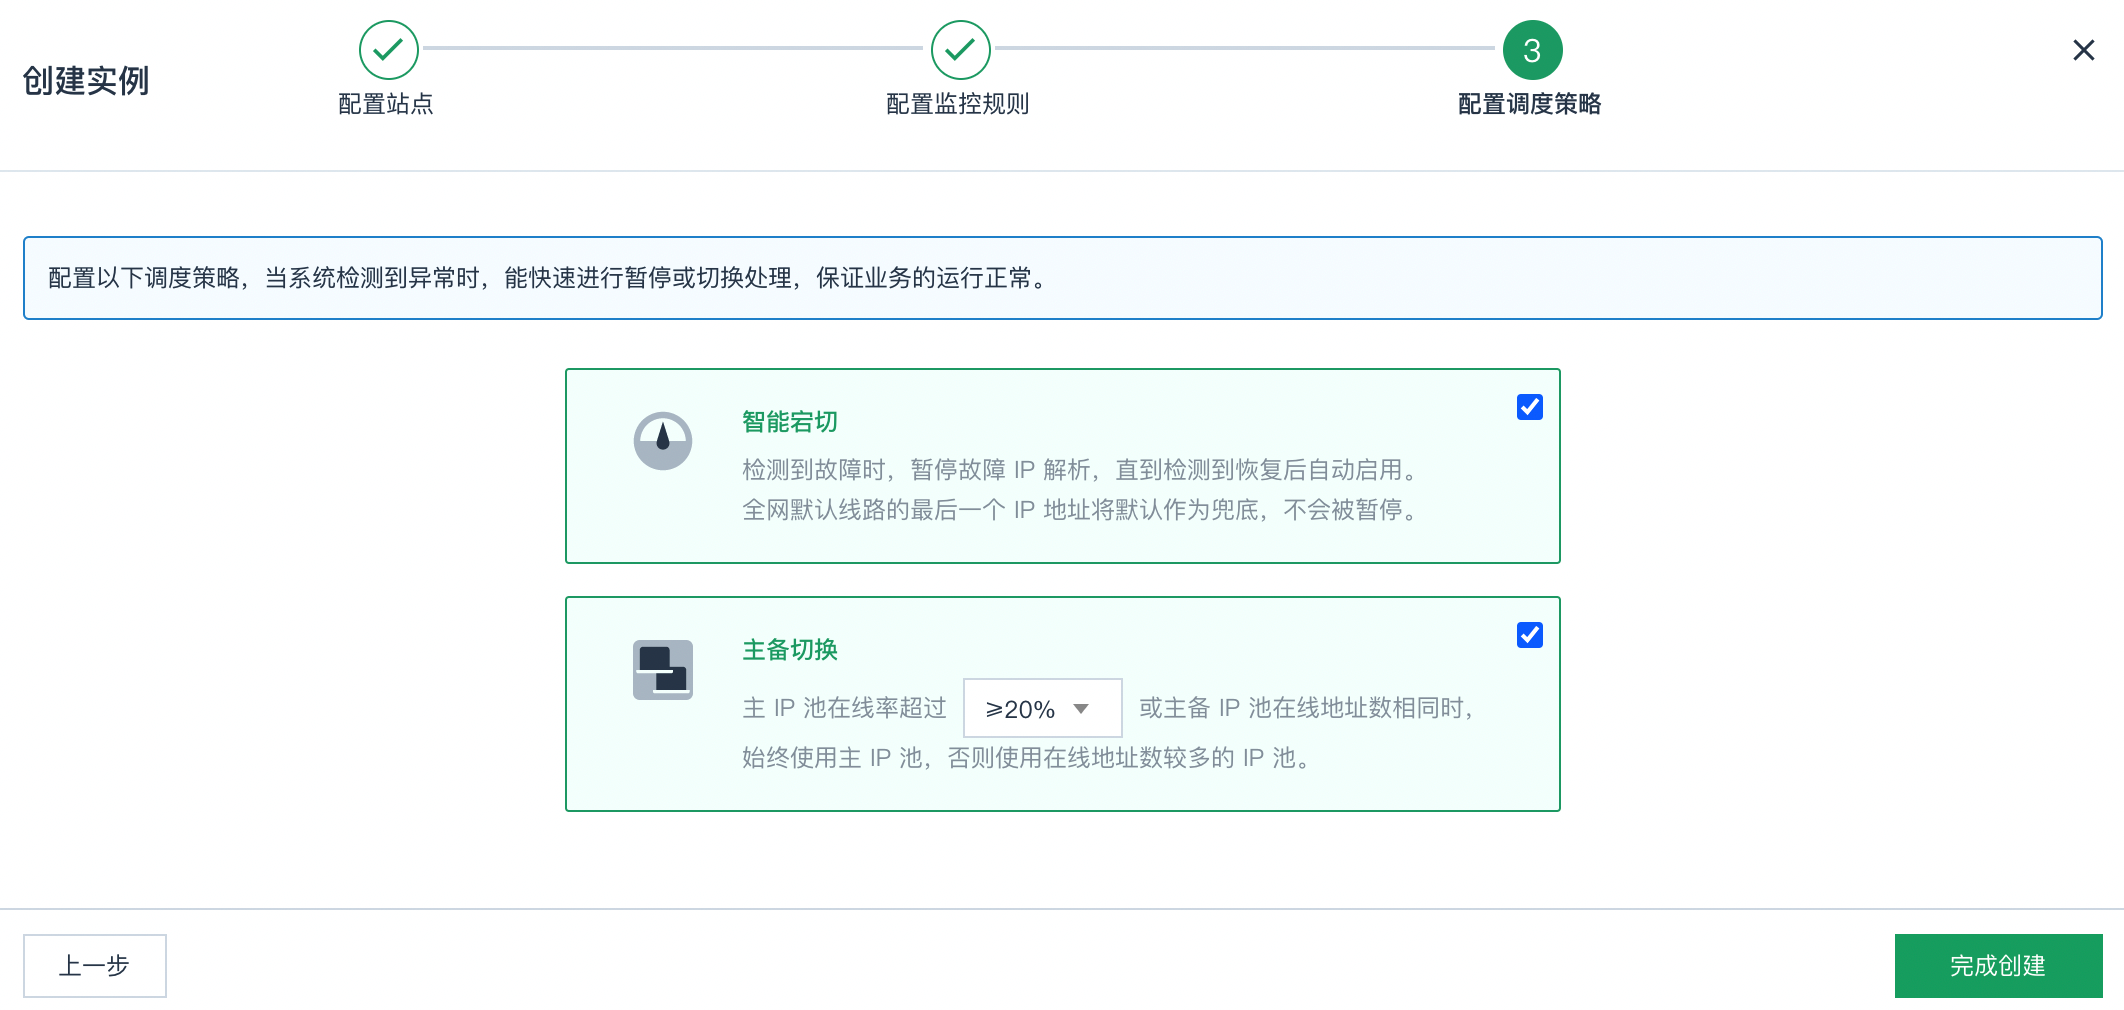 创建实例
配置站点
配置监控规则
3
配置调度策略
配置以下调度策略，当系统检测到异常时，能快速进行暂停或切换处理，保证业务的运行正常。
智能宕切
检测到故障时，暂停故障 IP 解析，直到检测到恢复后自动启用。
全网默认线路的最后一个 IP 地址将默认作为兜底，不会被暂停。
主备切换
主 IP 池在线率超过 ⩾20% 或主备 IP 池在线地址数相同时，
始终使用主 IP 池，否则使用在线地址数较多的 IP 池。
上一步
完成创建